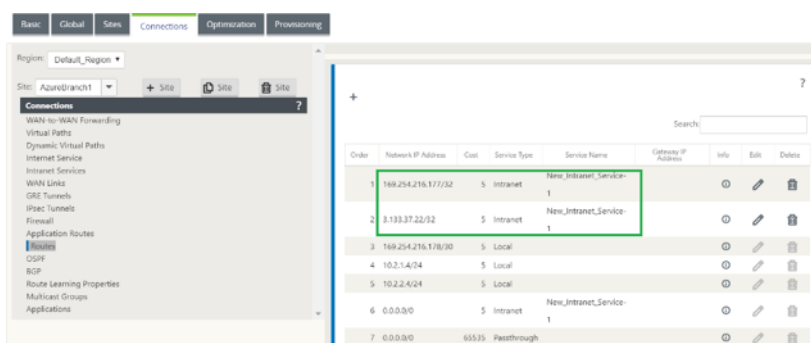 Basic Global Sites Connections Optimization Provisioning
Region: Default_Region
Site: AzureBranch1 + Site Site Site
Connections ?
WAN-to-WAN Forwarding
Virtual Paths
Dynamic Virtual Paths
Internet Service
Intranet Services
WAN Links
GRE Tunnels
IPsec Tunnels
Firewall
Application Routes
Routes
OSPF
BGP
Route Learning Properties
Multicast Groups
Applications
?
+
Search:
Order Network IP Address Cost Service Type Service Name Gateway IP Address Info Edit Delete
1 169.254.216.177/32 5 Intranet New_Intranet_Service-
1
2 3.133.37.22/32 5 Intranet New_Intranet_Service-
1
3 169.254.216.178/30 5 Local
4 10.2.1.4/24 5 Local
5 10.2.2.4/24 5 Local
6 0.0.0.0/0 5 Intranet New_Intranet_Service-
1
7 0.0.0.0/0 65535 Passthrough